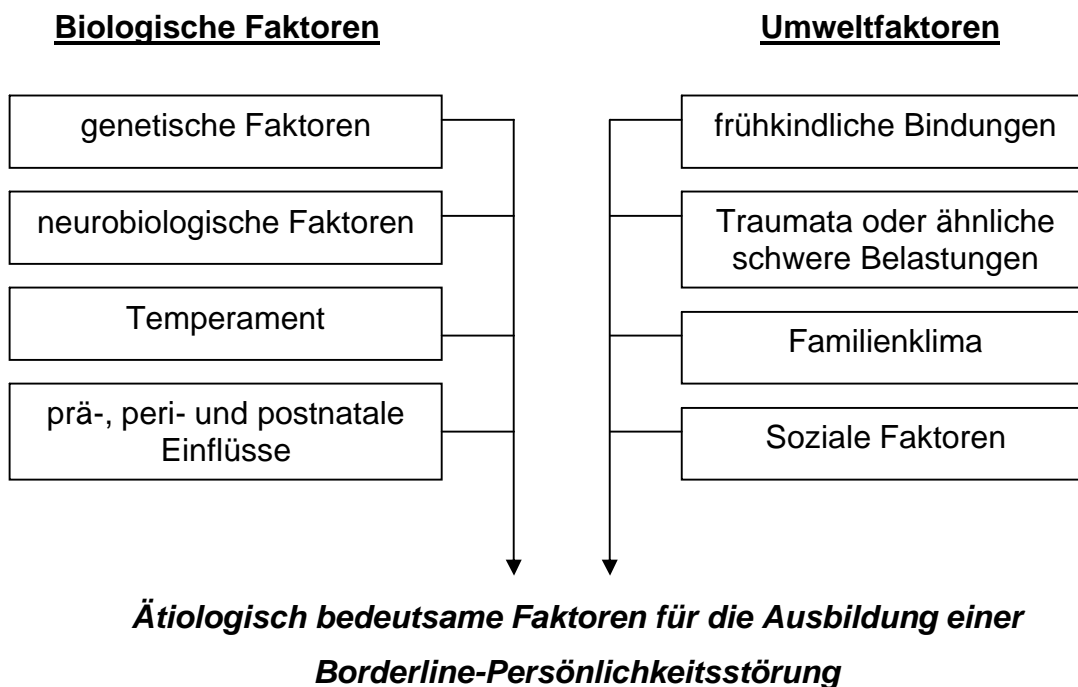 Biologische Faktoren
genetische Faktoren
neurobiologische Faktoren
Temperament
prä-, peri- und postnatale
Einflüsse
Umweltfaktoren
frühkindliche Bindungen
Traumata oder ähnliche
schwere Belastungen
Familienklima
Soziale Faktoren
Ätiologisch bedeutsame Faktoren für die Ausbildung einer
Borderline-Persönlichkeitsstörung